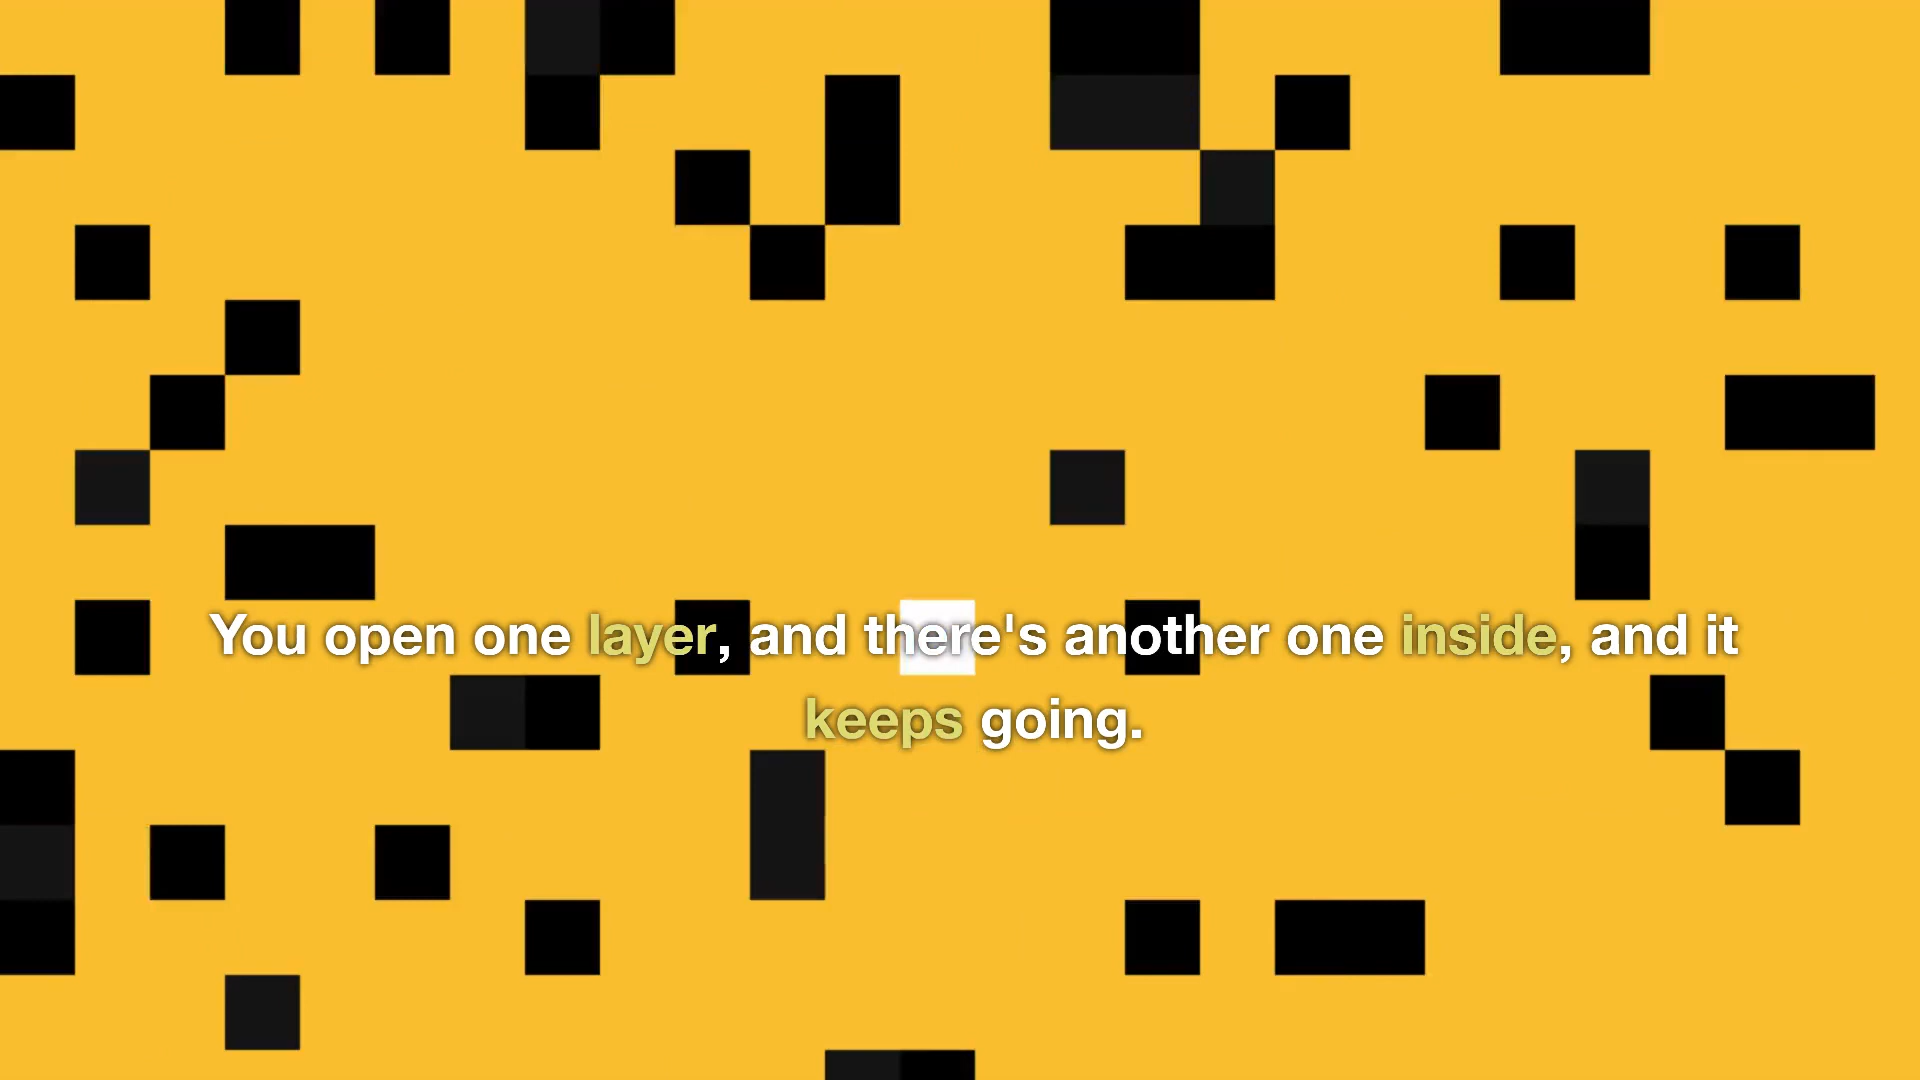 You open one layer, and there's another one inside, and it
keeps going.